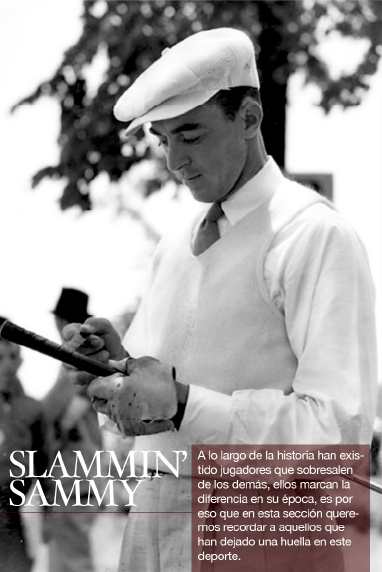 SLAMMIN’
SAMMY
A lo largo de la historia han exis-
tido jugadores que sobresalen
de los demás, ellos marcan la
diferencia en su época, es por
eso que en esta sección quere-
mos recordar a aquellos que
han dejado una huella en este
deporte.